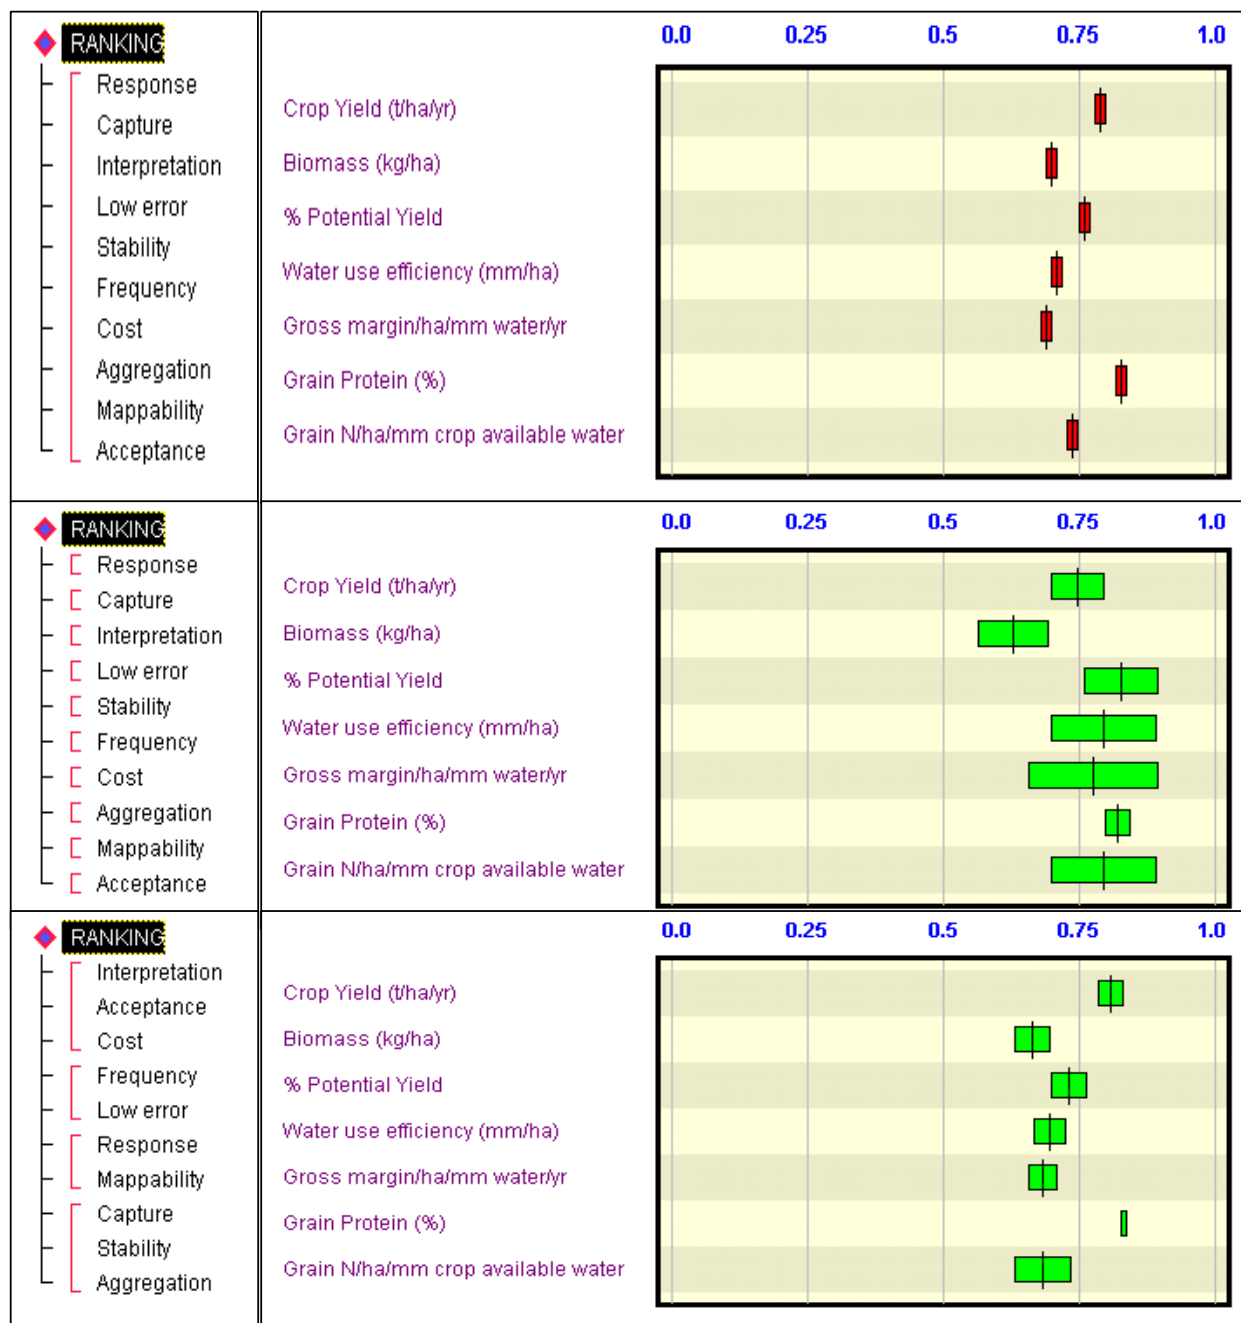 RANKING
Response
Capture
Interpretation
Low error
Stability
Frequency
Cost
Aggregation
Mappability
Acceptance
0.0 0.25 0.5 0.75 1.0
Crop Yield (t/ha/yr)
Biomass (kg/ha)
% Potential Yield
Water use efficiency (mm/ha)
Gross margin/ha/mm water/yr
Grain Protein (%)
Grain N/ha/mm crop available water
RANKING
Response
Capture
Interpretation
Low error
Stability
Frequency
Cost
Aggregation
Mappability
Acceptance
0.0 0.25 0.5 0.75 1.0
Crop Yield (t/ha/yr)
Biomass (kg/ha)
% Potential Yield
Water use efficiency (mm/ha)
Gross margin/ha/mm water/yr
Grain Protein (%)
Grain N/ha/mm crop available water
RANKING
Interpretation
Acceptance
Cost
Frequency
Low error
Response
Mappability
Capture
Stability
Aggregation
0.0 0.25 0.5 0.75 1.0
Crop Yield (t/ha/yr)
Biomass (kg/ha)
% Potential Yield
Water use efficiency (mm/ha)
Gross margin/ha/mm water/yr
Grain Protein (%)
Grain N/ha/mm crop available water